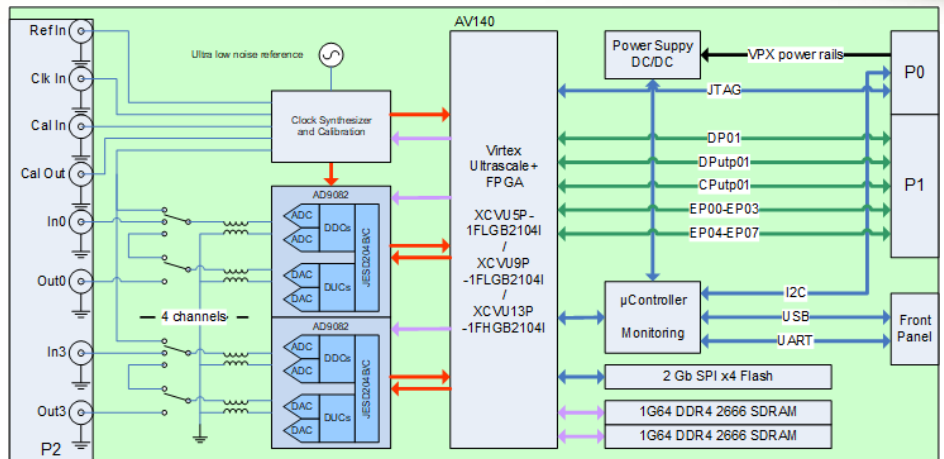 AV140
Ref In
Clk In
Cal In
Cal Out
In0
Out0
In3
Out3
P2
Ultra low noise reference
Clock Synthesizer
and Calibration
AD9082
ADC
ADC
DAC
DAC
DDCs
DUCs
JESD204B/C
4 channels
AD9082
ADC
ADC
DAC
DAC
DDCs
DUCs
JESD204B/C
Virtex
Ultrascale+
FPGA
XCVU5P-
1FLGB2104I
/
XCVU9P
-1FLGB2104I
/
XCVU13P
-1FHGB2104I
Power Suppy
DC/DC
VPX power rails
JTAG
P0
DP01
DPutp01
CPutp01
EP00-EP03
EP04-EP07
P1
µController
Monitoring
I2C
USB
UART
Front
Panel
2 Gb SPI x4 Flash
1G64 DDR4 2666 SDRAM
1G64 DDR4 2666 SDRAM